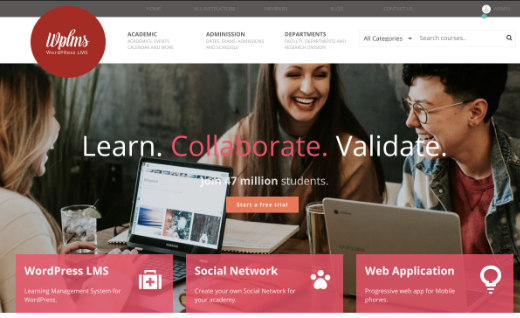 HOME ALL INSTRUCTORS MEMBERS BLOG CONTACT US ADMIN
Wplms
WordPress LMS
ACADEMIC
ACADEMICS, EVENTS
CALENDAR AND MORE
ADMINISSION
DATES, EXAMS, ADMISSIONS
AND SCHEDULE
DEPARTMENTS
FACULTY, DEPARTMENTS AND
RESEARCH DIVISION
All Categories
Search courses..
Learn. Collaborate. Validate.
Join 47 million students.
Start a free trial
WordPress LMS
Learning Management System for
WordPress.
Social Network
Create your own Social Network for
your academy.
Web Application
Progressive web app for Mobile
phones.